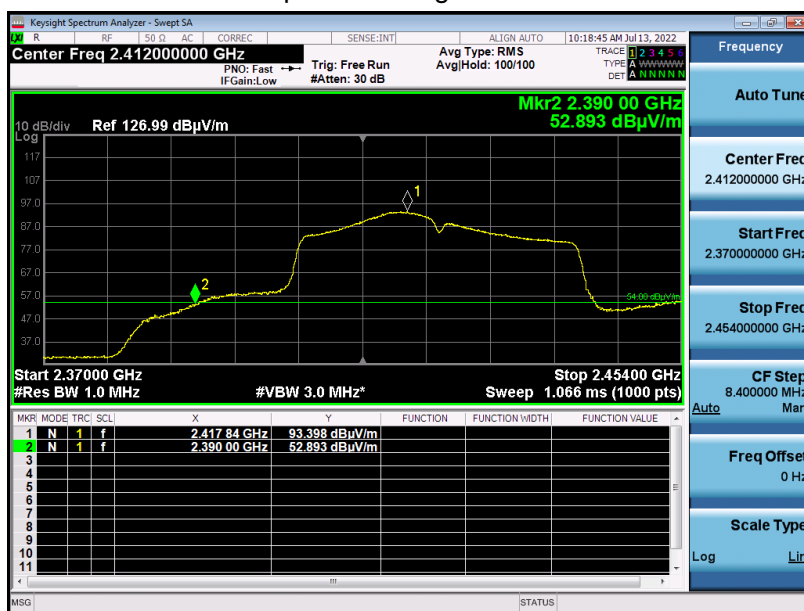 Keysight Spectrum Analyzer - Swept SA
LXI R RF 50 Ω AC CORREC SENSE:INT ALIGN AUTO 10:18:45 AM Jul 13, 2022
Center Freq 2.412000000 GHz
PNO: Fast
IFGain:Low
Trig: Free Run
#Atten: 30 dB
Avg Type: RMS
Avg|Hold: 100/100
TRACE 1 2 3 4 5 6
TYPE A WWWWW
DET A N N N N N
Mkr2 2.390 00 GHz
52.893 dBµV/m
10 dB/div Ref 126.99 dBµV/m
Log
117
107
97.0
87.0
77.0
67.0
57.0
47.0
37.0
1
2
54.00 dBµV/m
Start 2.37000 GHz Stop 2.45400 GHz
#Res BW 1.0 MHz #VBW 3.0 MHz* Sweep 1.066 ms (1000 pts)
MKR MODE TRC SCL X Y FUNCTION FUNCTION WIDTH FUNCTION VALUE
1 N 1 f 2.417 84 GHz 93.398 dBµV/m
2 N 1 f 2.390 00 GHz 52.893 dBµV/m
3
4
5
6
7
8
9
10
11
MSG STATUS
Frequency
Auto Tune
Center Freq
2.412000000 GHz
Start Freq
2.370000000 GHz
Stop Freq
2.454000000 GHz
CF Step
8.400000 MHz
Auto Man
Freq Offset
0 Hz
Scale Type
Log Lin